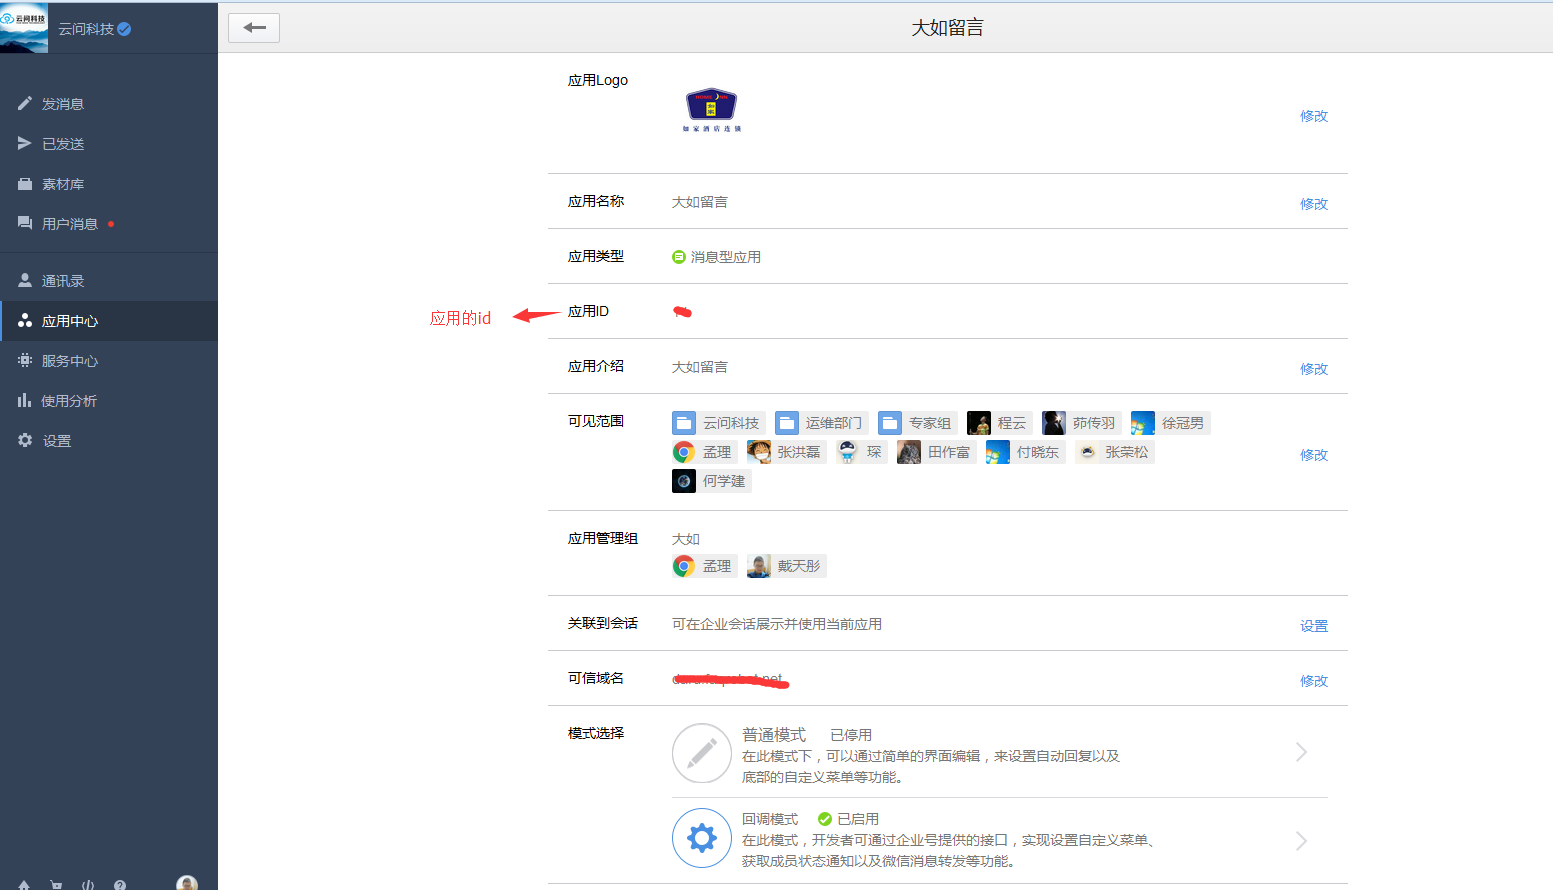 云问科技
云问科技
大如留言
发消息
已发送
素材库
用户消息
通讯录
应用中心
服务中心
使用分析
设置
应用Logo
HOME INN
如家
如家酒店连锁
修改
应用名称 大如留言 修改
应用类型 消息型应用
应用的id
应用ID
应用介绍 大如留言 修改
可见范围 云问科技 运维部门 专家组 程云 茆传羽 徐冠男
孟理 张洪磊 琛 田作富 付晓东 张荣松 修改
何学建
应用管理组 大如
孟理 戴天彤
关联到会话 可在企业会话展示并使用当前应用 设置
可信域名 修改
模式选择 普通模式 已停用
在此模式下，可以通过简单的界面编辑，来设置自动回复以及
底部的自定义菜单等功能。
回调模式 已启用
在此模式，开发者可通过企业号提供的接口，实现设置自定义菜单、
获取成员状态通知以及微信消息转发等功能。